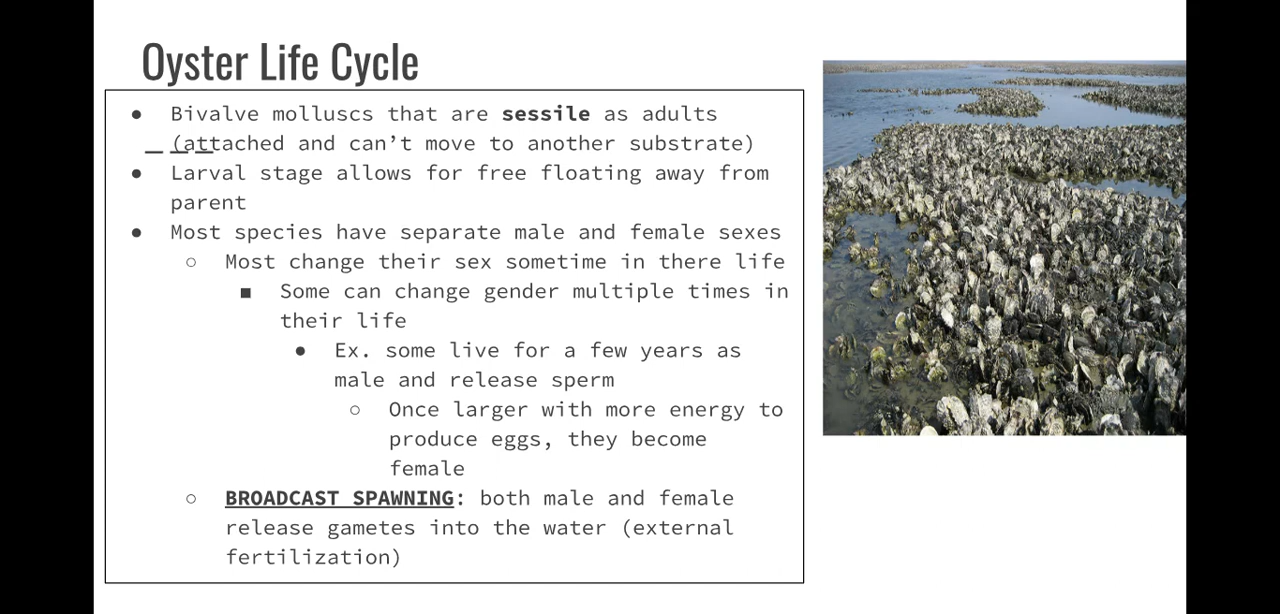 Oyster Life Cycle
● Bivalve molluscs that are sessile as adults
(attached and can’t move to another substrate)
● Larval stage allows for free floating away from
parent
● Most species have separate male and female sexes
○ Most change their sex sometime in there life
■ Some can change gender multiple times in
their life
● Ex. some live for a few years as
male and release sperm
○ Once larger with more energy to
produce eggs, they become
female
○ BROADCAST SPAWNING: both male and female
release gametes into the water (external
fertilization)